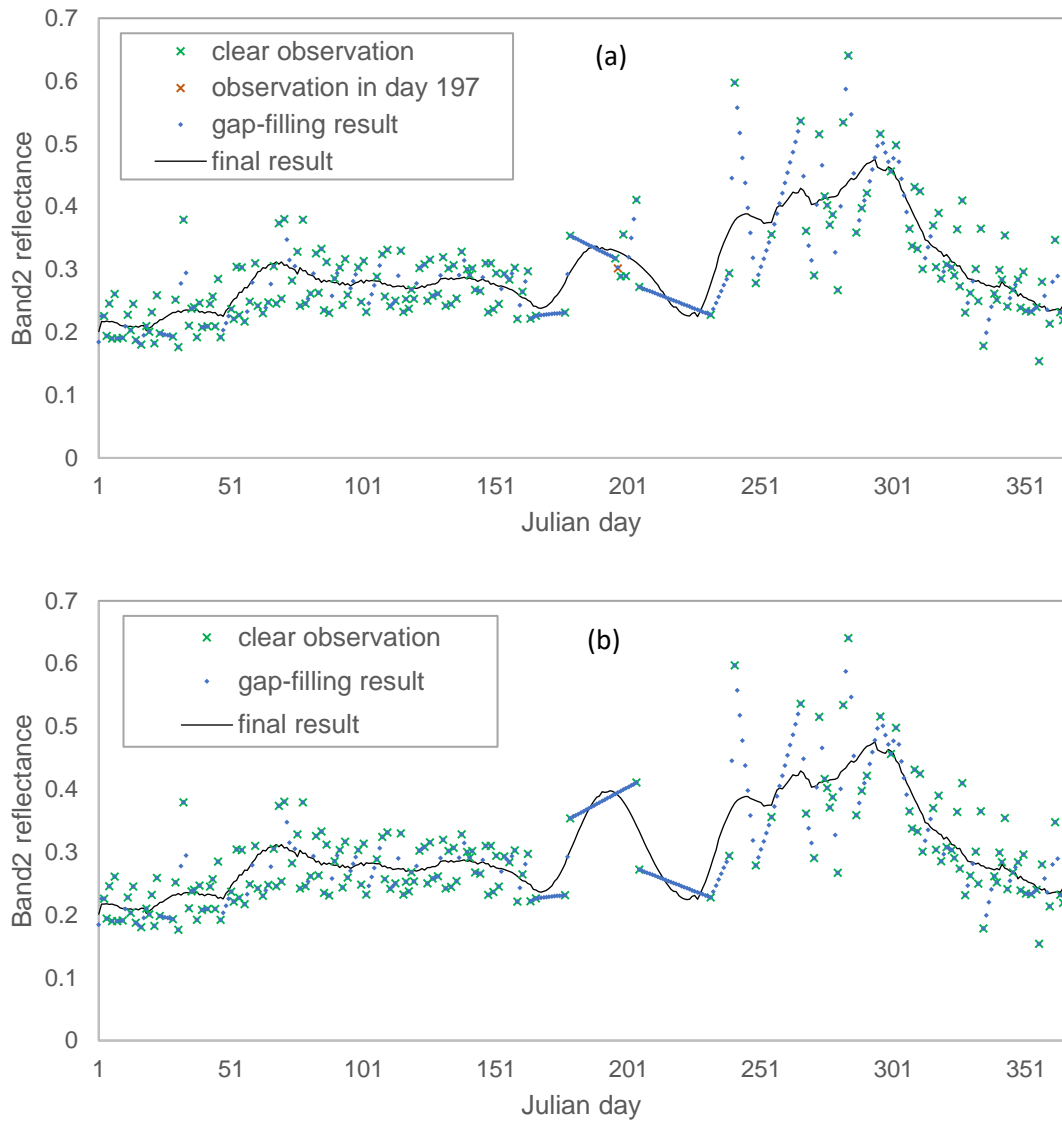 0.7
0.6
0.5
0.4
0.3
0.2
0.1
0
Band2 reflectance
clear observation
observation in day 197
gap-filling result
final result
(a)
1 51 101 151 201 251 301 351
Julian day
0.7
0.6
0.5
0.4
0.3
0.2
0.1
0
Band2 reflectance
clear observation
gap-filling result
final result
(b)
1 51 101 151 201 251 301 351
Julian day